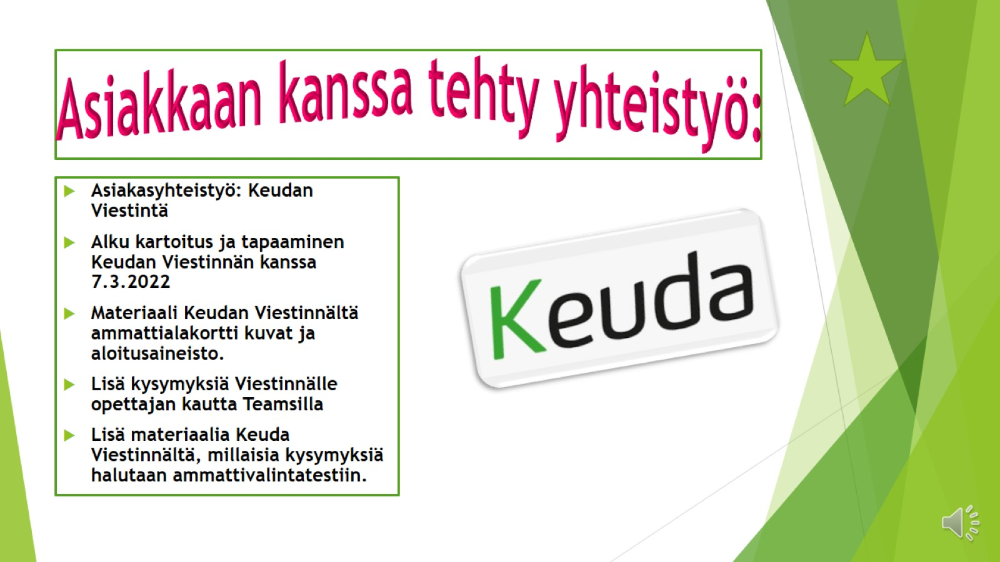 Asiakkaan kanssa tehty yhteistyö:
Asiakasyhteistyö: Keudan
Viestintä
Alku kartoitus ja tapaaminen
Keudan Viestinnän kanssa
7.3.2022
Materiaali Keudan Viestinnältä
ammattialakortti kuvat ja
aloitusaineisto.
Lisä kysymyksiä Viestinnälle
opettajan kautta Teamsilla
Lisä materiaalia Keuda
Viestinnältä, millaisia kysymyksiä
halutaan ammattivalintatestiin.
Keuda